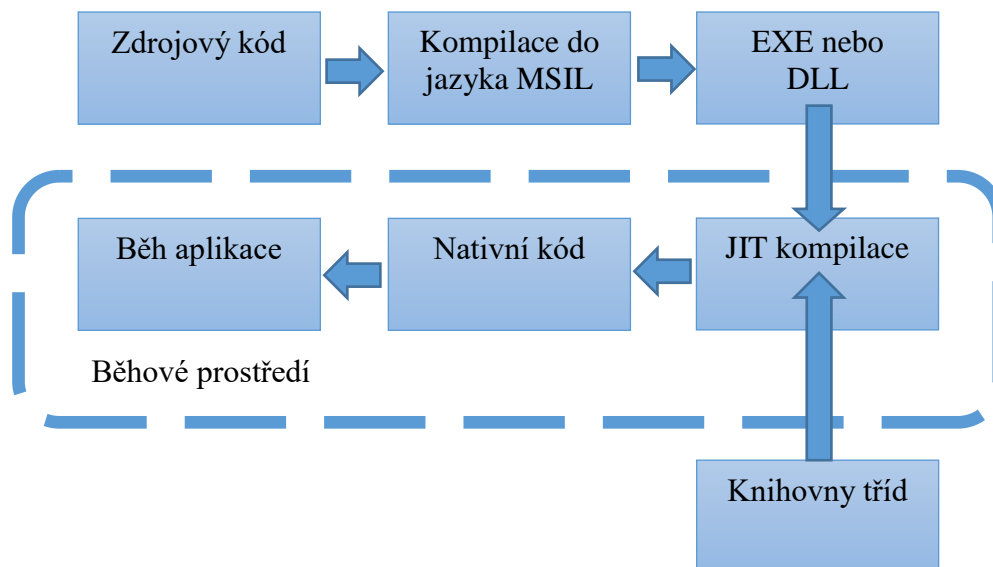 Zdrojový kód
Kompilace do
jazyka MSIL
EXE nebo
DLL
Běh aplikace
Nativní kód
JIT kompilace
Běhové prostředí
Knihovny tříd